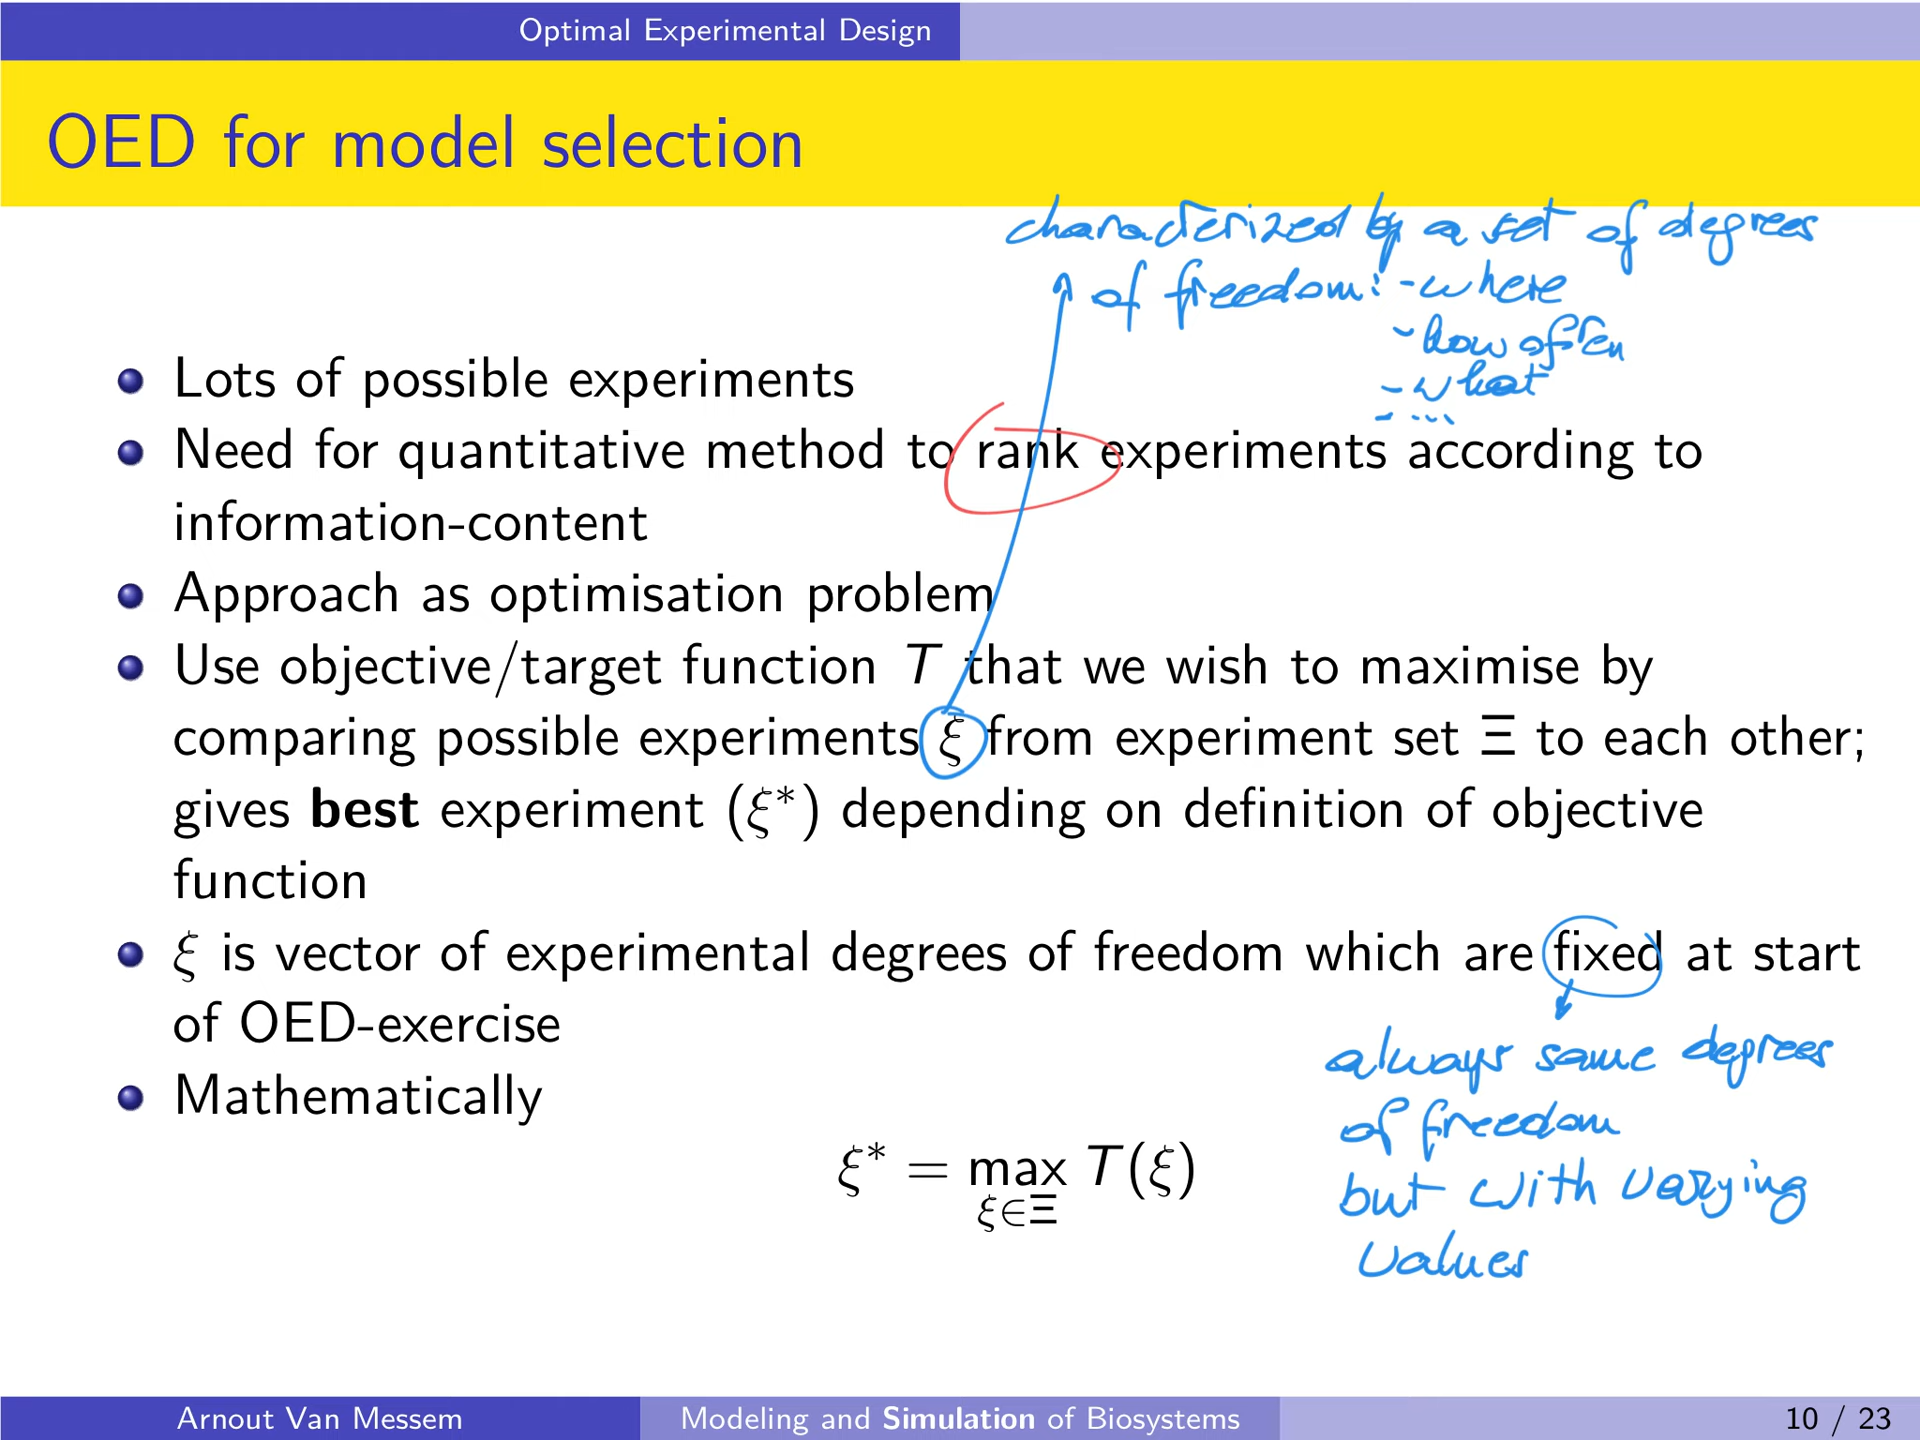 Optimal Experimental Design
OED for model selection
characterized by a set of degrees
of freedom: - where
- how often
- what
- ...
Lots of possible experiments
Need for quantitative method to rank experiments according to
information-content
Approach as optimisation problem
Use objective/target function T that we wish to maximise by
comparing possible experiments ξ from experiment set Ξ to each other;
gives best experiment (ξ*) depending on definition of objective
function
ξ is vector of experimental degrees of freedom which are fixed at start
of OED-exercise
always same degrees
of freedom
but with varying
values
Mathematically
ξ* = max T(ξ)
ξ∈Ξ
Arnout Van Messem
Modeling and Simulation of Biosystems
10 / 23